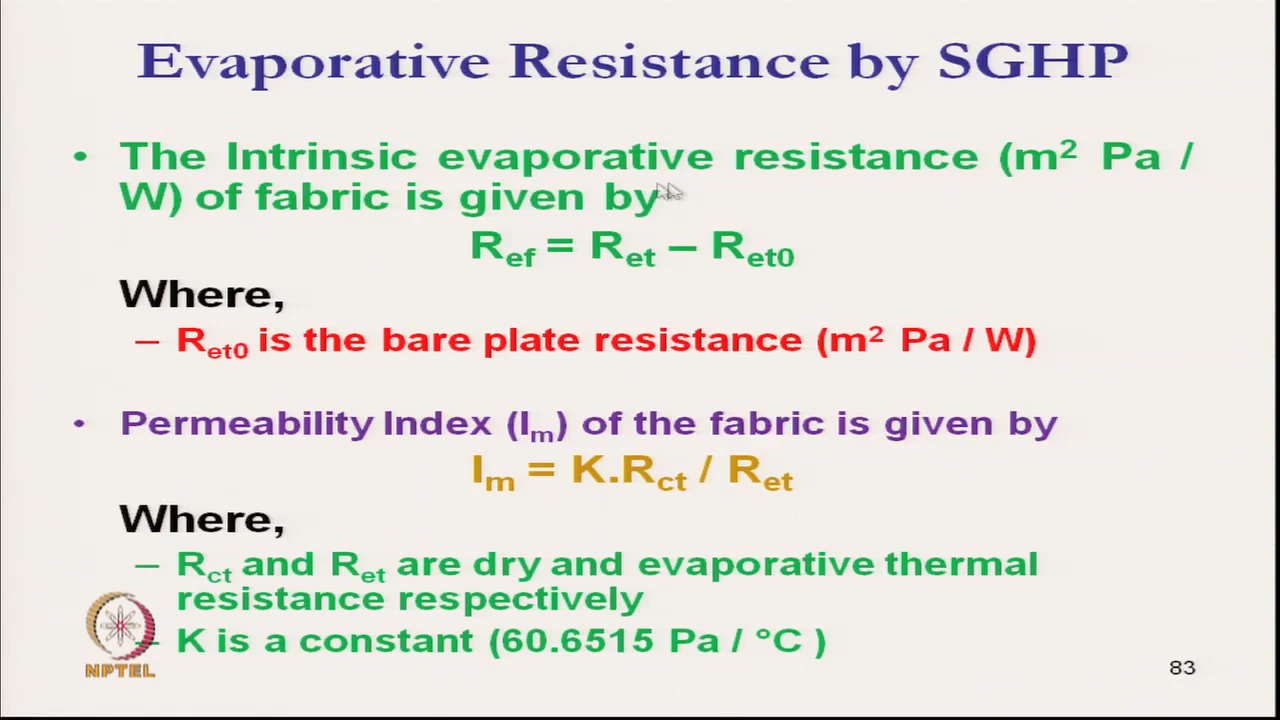 Evaporative Resistance by SGHP
• The Intrinsic evaporative resistance (m² Pa /
W) of fabric is given by
Ref = Ret – Ret0
Where,
– Ret0 is the bare plate resistance (m² Pa / W)
• Permeability Index (Im) of the fabric is given by
Im = K.Rct / Ret
Where,
– Rct and Ret are dry and evaporative thermal
resistance respectively
– K is a constant (60.6515 Pa / °C )
NPTEL
83